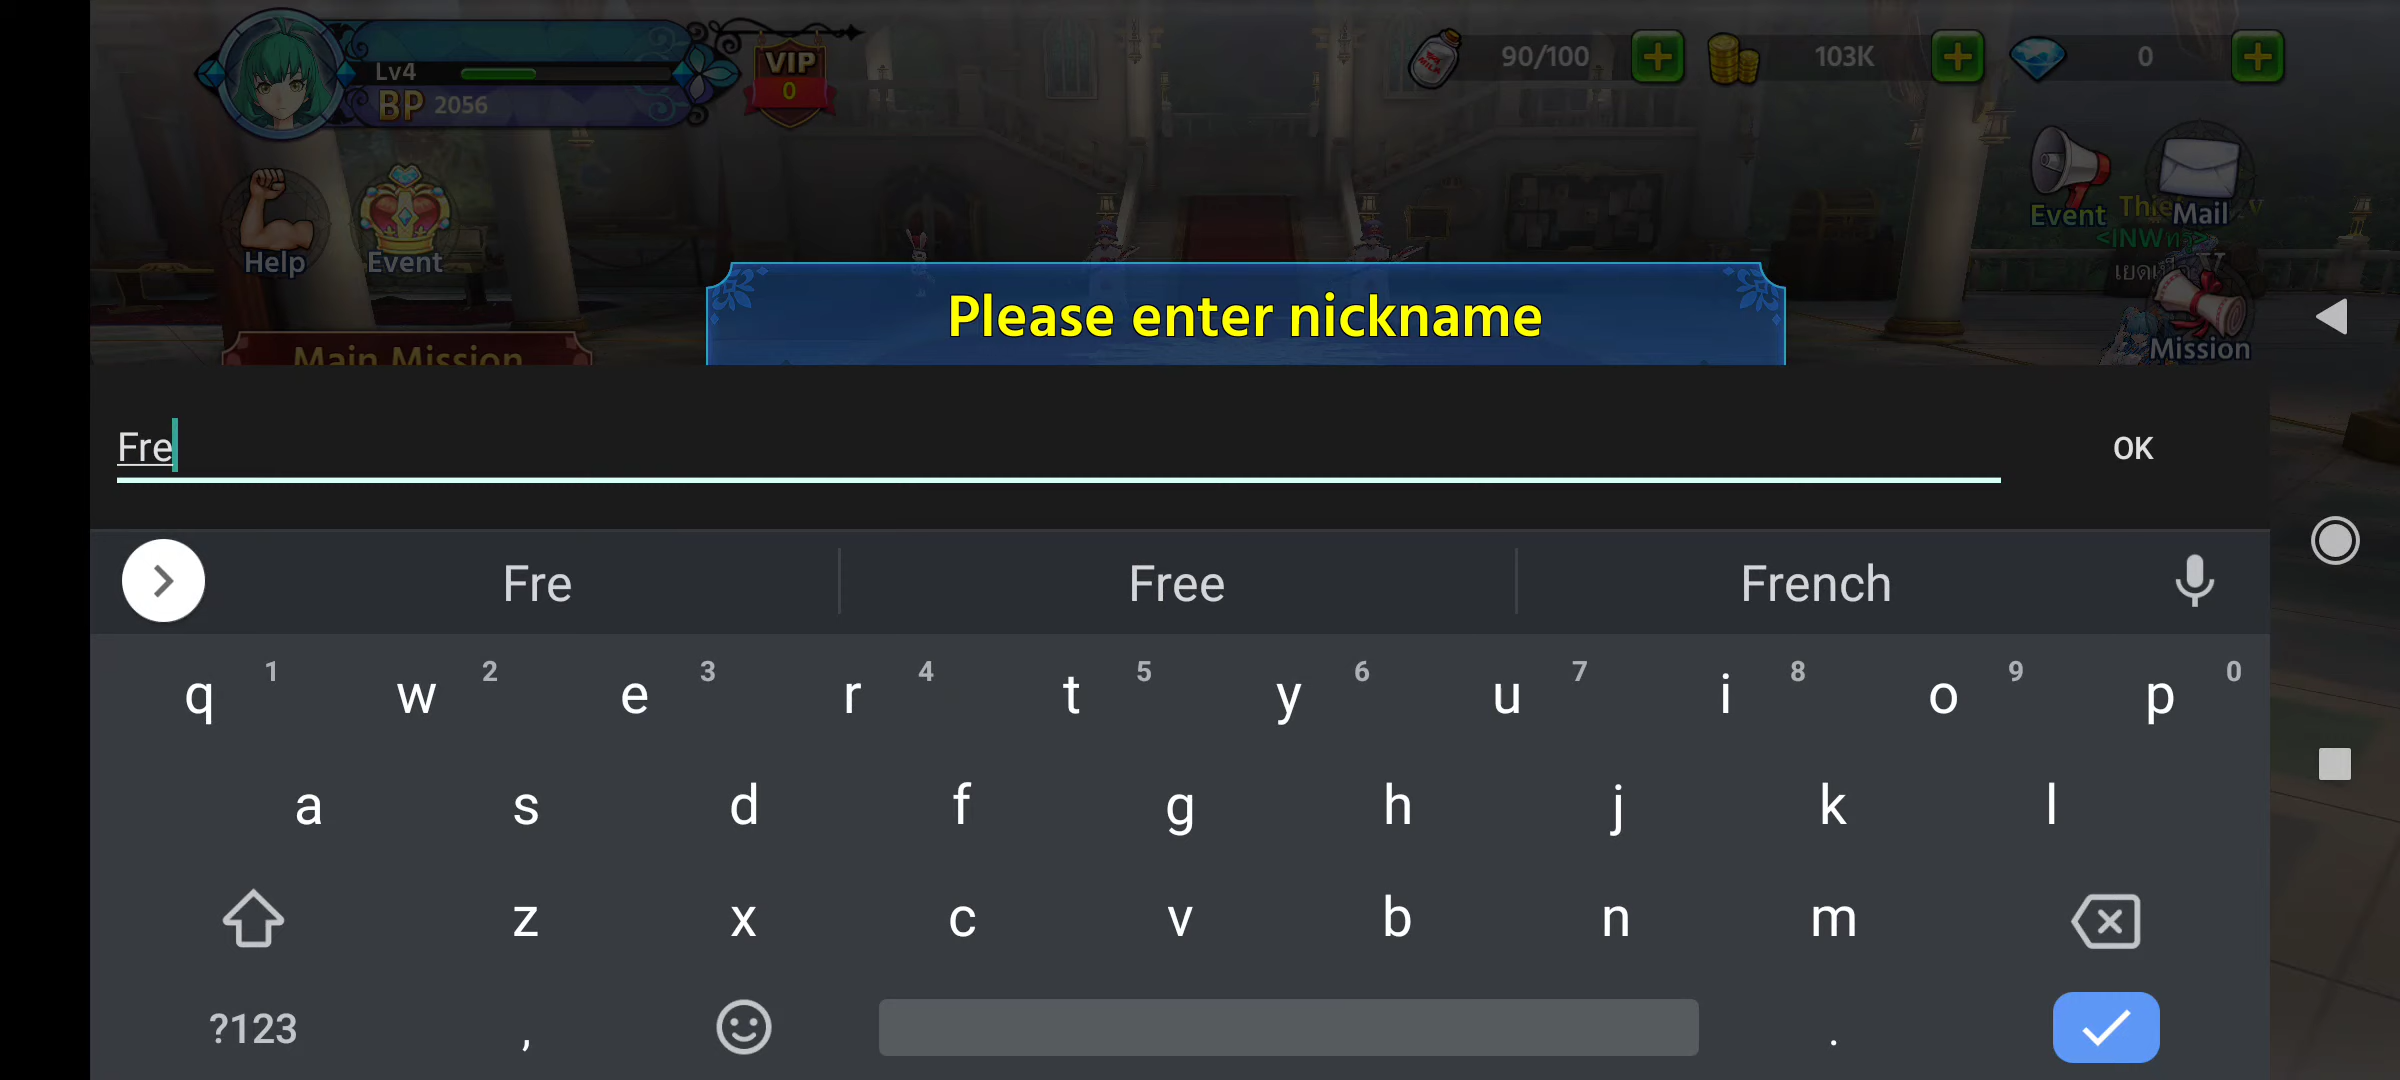 Lv4
BP 2056
VIP
0
90/100
103K
0
Help
Event
Event
Mail
Mission
Main Mission
Please enter nickname
Fre
OK
Fre
Free
French
q 1 w 2 e 3 r 4 t 5 y 6 u 7 i 8 o 9 p 0
a s d f g h j k l
z x c v b n m
?123 , .